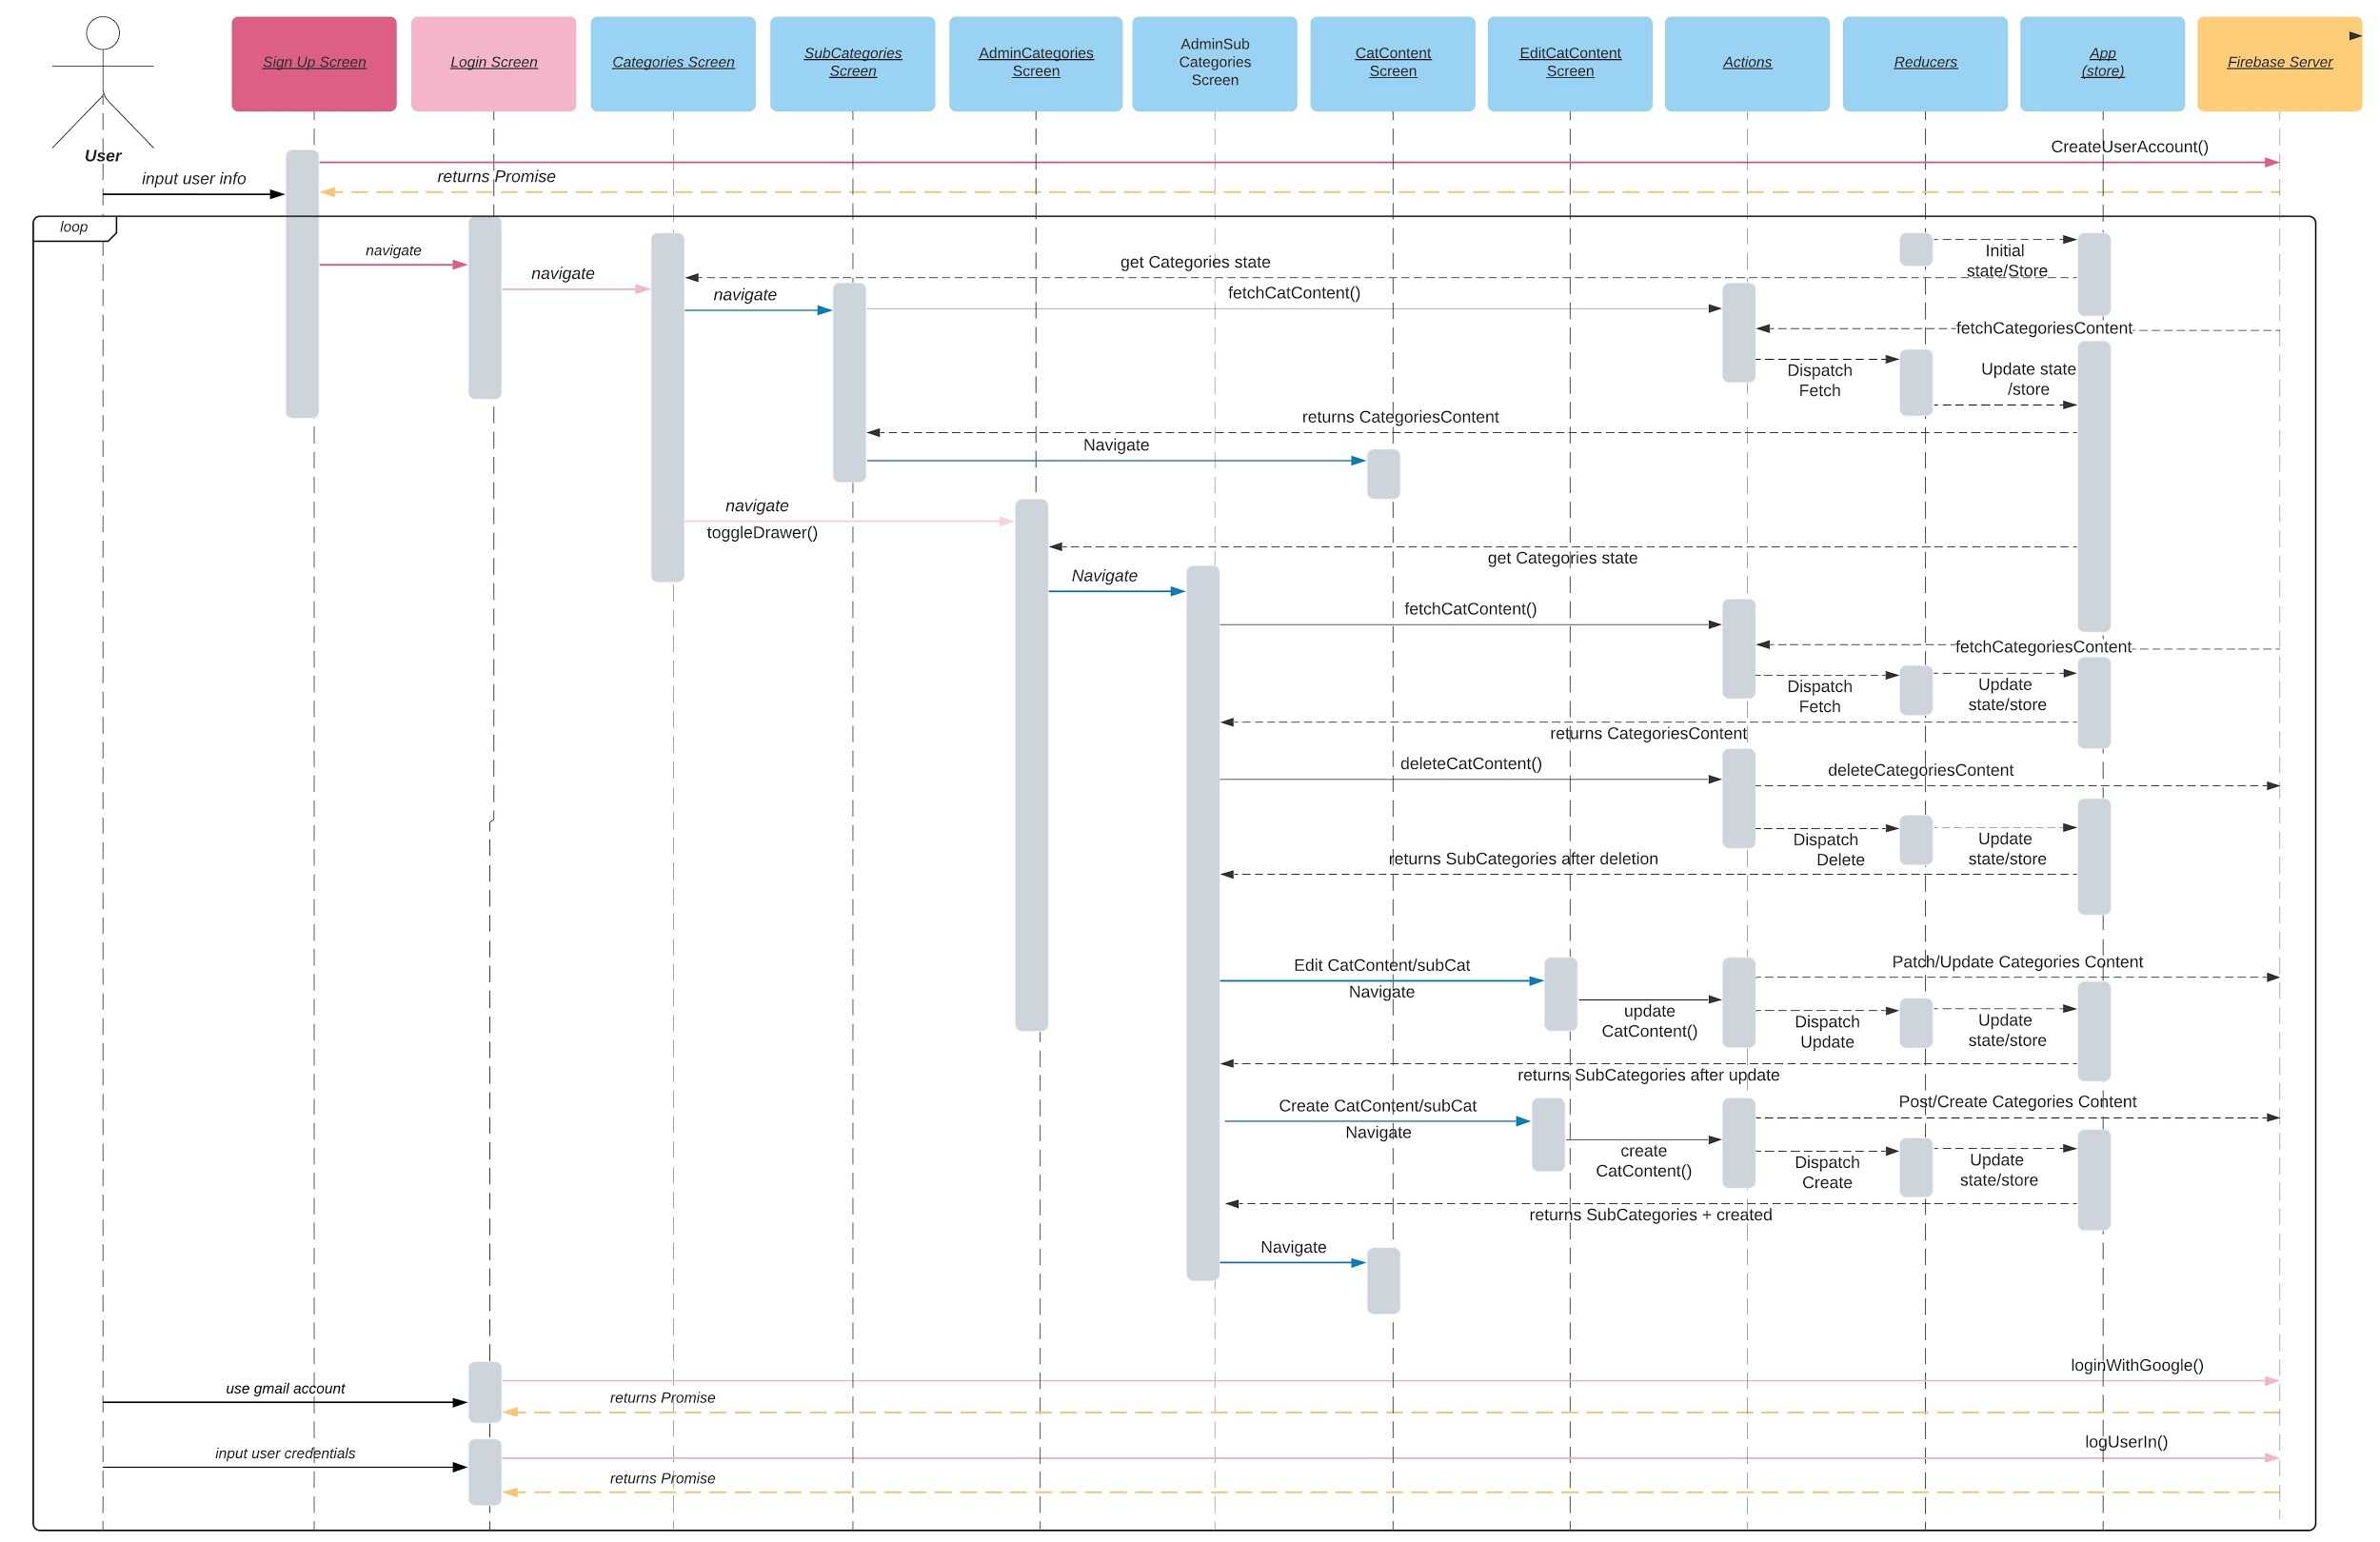 Sign Up Screen
Login Screen
Categories Screen
SubCategories
Screen
AdminCategories
Screen
AdminSub
Categories
Screen
CatContent
Screen
EditCatContent
Screen
Actions
Reducers
App
(store)
Firebase Server
User
CreateUserAccount()
input user info
returns Promise
loop
navigate
navigate
navigate
get Categories state
Initial
state/Store
fetchCatContent()
fetchCategoriesContent
Dispatch
Fetch
Update state
/store
returns CategoriesContent
Navigate
navigate
toggleDrawer()
get Categories state
Navigate
fetchCatContent()
fetchCategoriesContent
Dispatch
Fetch
Update
state/store
returns CategoriesContent
deleteCatContent()
deleteCategoriesContent
Dispatch
Delete
Update
state/store
returns SubCategories after deletion
Edit CatContent/subCat
Navigate
Patch/Update Categories Content
update
CatContent()
Dispatch
Update
Update
state/store
returns SubCategories after update
Create CatContent/subCat
Navigate
Post/Create Categories Content
create
CatContent()
Dispatch
Create
Update
state/store
returns SubCategories + created
Navigate
loginWithGoogle()
use gmail account
returns Promise
logUserIn()
input user credentials
returns Promise